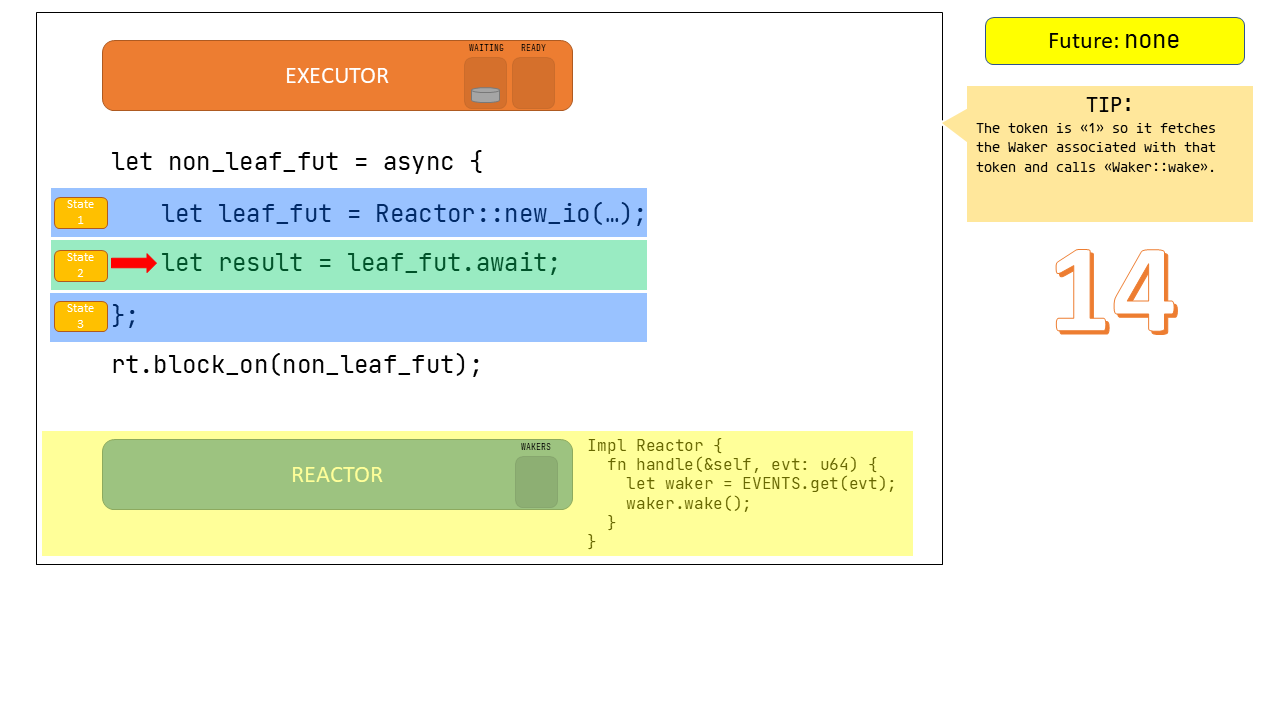 Future: none
WAITING READY
EXECUTOR
TIP:
The token is «1» so it fetches
the Waker associated with that
token and calls «Waker::wake».
let non_leaf_fut = async {
State
1
let leaf_fut = Reactor::new_io(…);
State
2
let result = leaf_fut.await;
State
3
};
rt.block_on(non_leaf_fut);
14
WAKERS
REACTOR
Impl Reactor {
fn handle(&self, evt: u64) {
let waker = EVENTS.get(evt);
waker.wake();
}
}